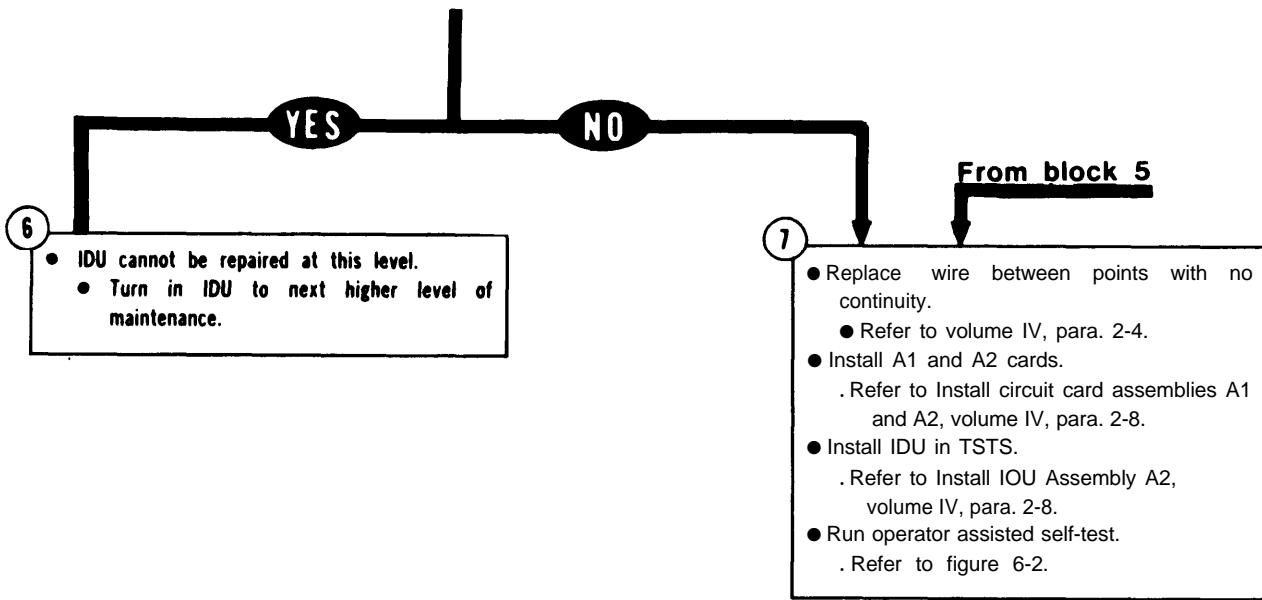 YES
NO
From block 5
6
● IDU cannot be repaired at this level.
● Turn in IDU to next higher level of
maintenance.
7
● Replace wire between points with no
continuity.
● Refer to volume IV, para. 2-4.
● Install A1 and A2 cards.
. Refer to Install circuit card assemblies A1
and A2, volume IV, para. 2-8.
● Install IDU in TSTS.
. Refer to Install IOU Assembly A2,
volume IV, para. 2-8.
● Run operator assisted self-test.
. Refer to figure 6-2.